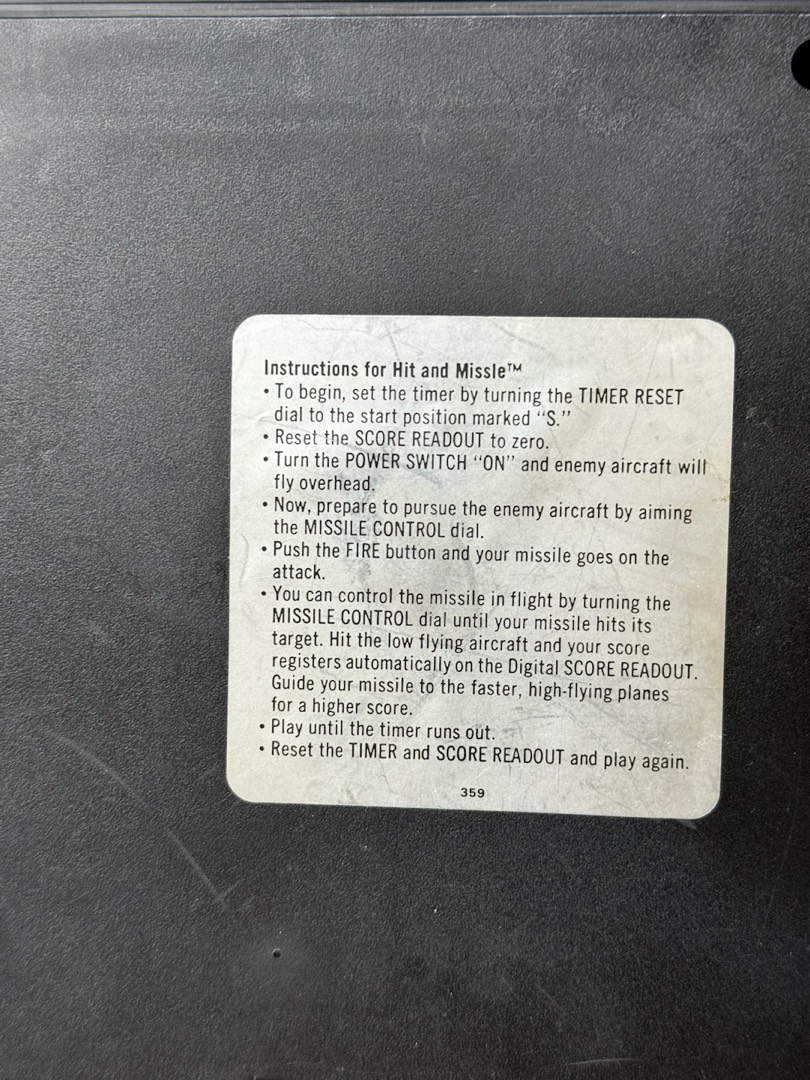 Instructions for Hit and Missle™
• To begin, set the timer by turning the TIMER RESET
dial to the start position marked “S.”
• Reset the SCORE READOUT to zero.
• Turn the POWER SWITCH “ON” and enemy aircraft will
fly overhead.
• Now, prepare to pursue the enemy aircraft by aiming
the MISSILE CONTROL dial.
• Push the FIRE button and your missile goes on the
attack.
• You can control the missile in flight by turning the
MISSILE CONTROL dial until your missile hits its
target. Hit the low flying aircraft and your score
registers automatically on the Digital SCORE READOUT.
Guide your missile to the faster, high-flying planes
for a higher score.
• Play until the timer runs out.
• Reset the TIMER and SCORE READOUT and play again.
359